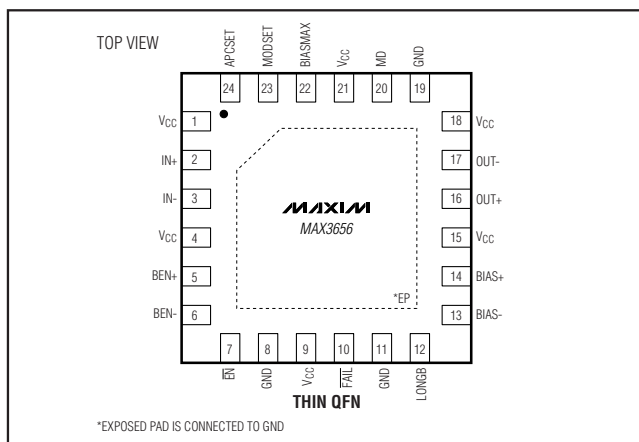 TOP VIEW
APCSET
MODSET
BIASMAX
VCC
MD
GND
24
23
22
21
20
19
VCC 1
IN+ 2
IN- 3
VCC 4
BEN+ 5
BEN- 6
18 VCC
17 OUT-
16 OUT+
15 VCC
14 BIAS+
13 BIAS-
MAXIM
MAX3656
*EP
7
8
9
10
11
12
EN
GND
VCC
FAIL
GND
LONGB
THIN QFN
*EXPOSED PAD IS CONNECTED TO GND